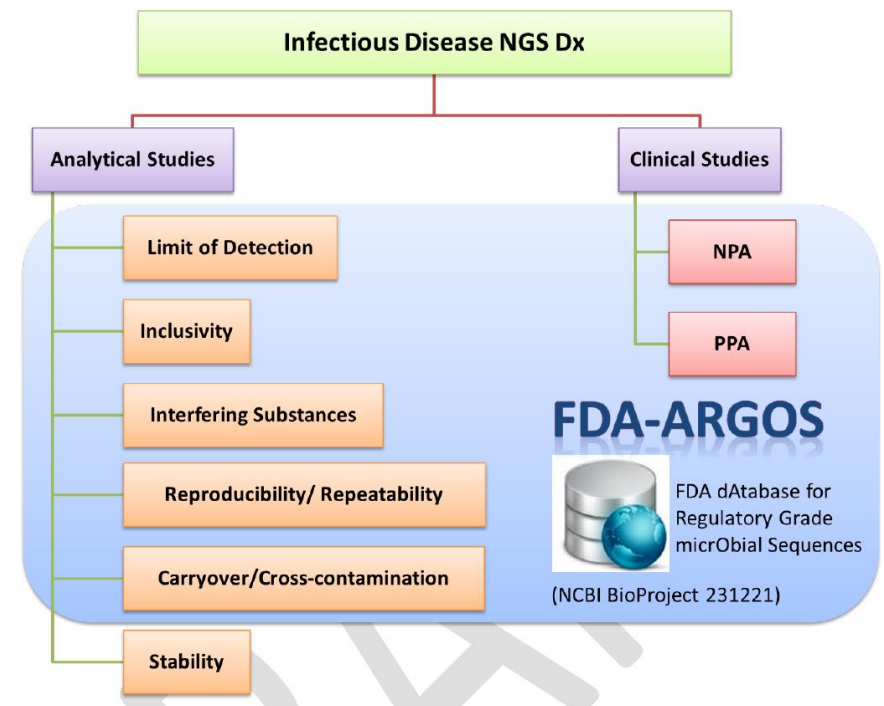 Infectious Disease NGS Dx
Analytical Studies
Clinical Studies
Limit of Detection
NPA
Inclusivity
PPA
Interfering Substances
FDA-ARGOS
Reproducibility/ Repeatability
FDA dAtabase for
Regulatory Grade
micrObial Sequences
Carryover/Cross-contamination
(NCBI BioProject 231221)
Stability